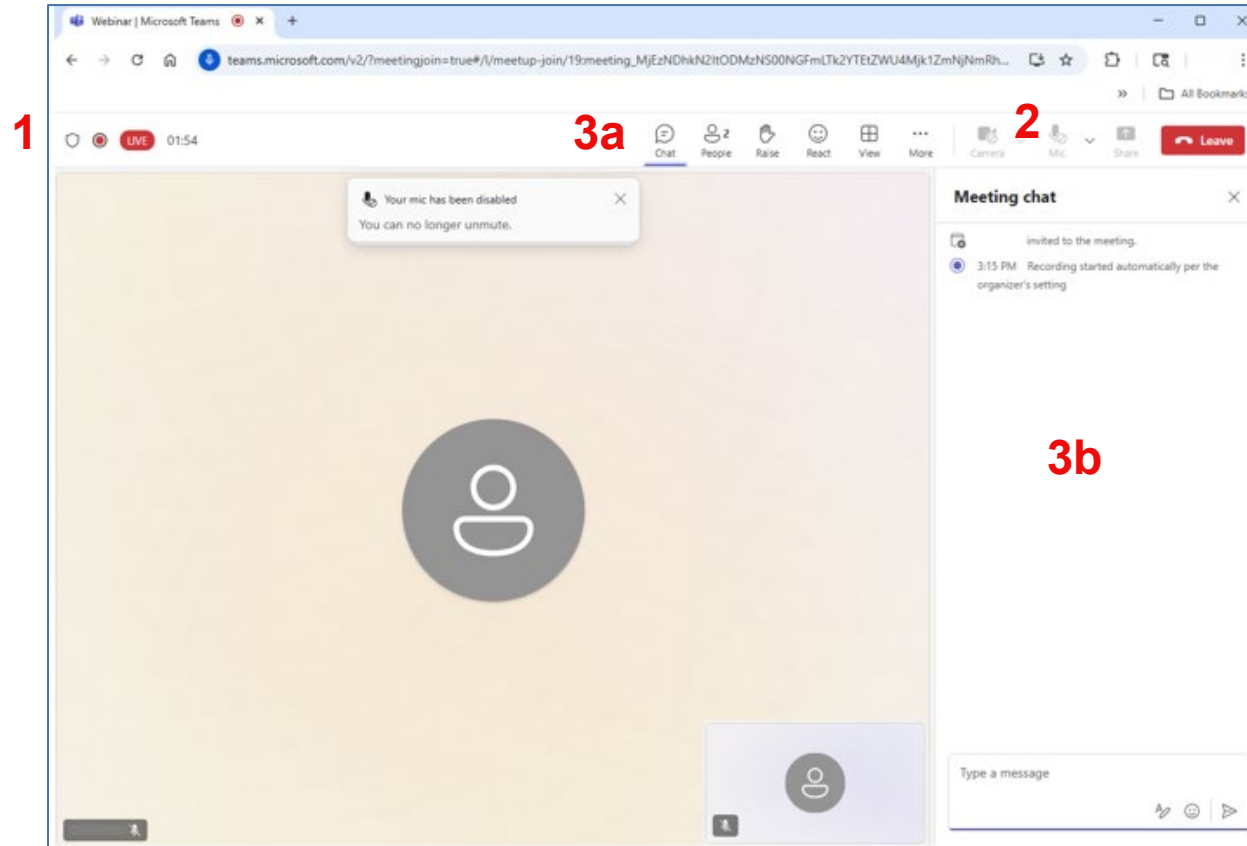 Webinar | Microsoft Teams
teams.microsoft.com/v2/?meetingjoin=true#/l/meetup-join/19:meeting_MjEzNDhkN2ItODMzNS00NGFmLTk2YTEtZWU4Mjk1ZmNjNmRh...
All Bookmarks
1
LIVE 01:54
3a
Chat
People 2
Raise
React
View
More
Camera
2
Mic
Share
Leave
Your mic has been disabled
You can no longer unmute.
Meeting chat
invited to the meeting.
3:15 PM Recording started automatically per the
organizer's setting
3b
Type a message